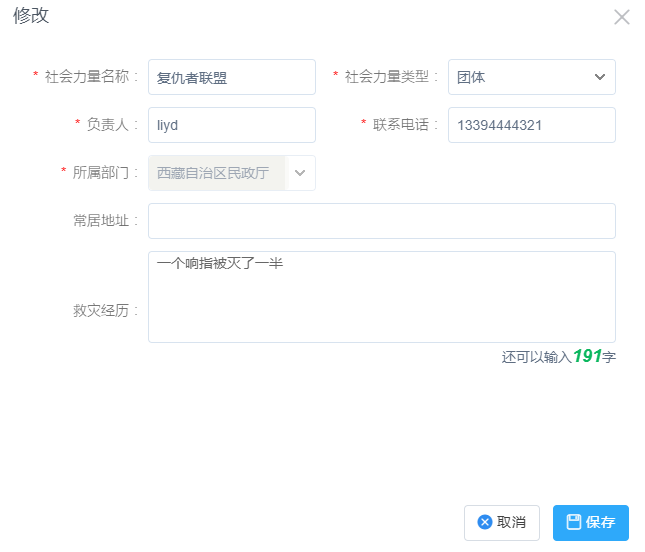 修改
* 社会力量名称： 复仇者联盟 * 社会力量类型： 团体
* 负责人： liyd * 联系电话： 13394444321
* 所属部门： 西藏自治区民政厅
常居地址：
一个响指被灭了一半
救灾经历：
还可以输入191字
取消 保存